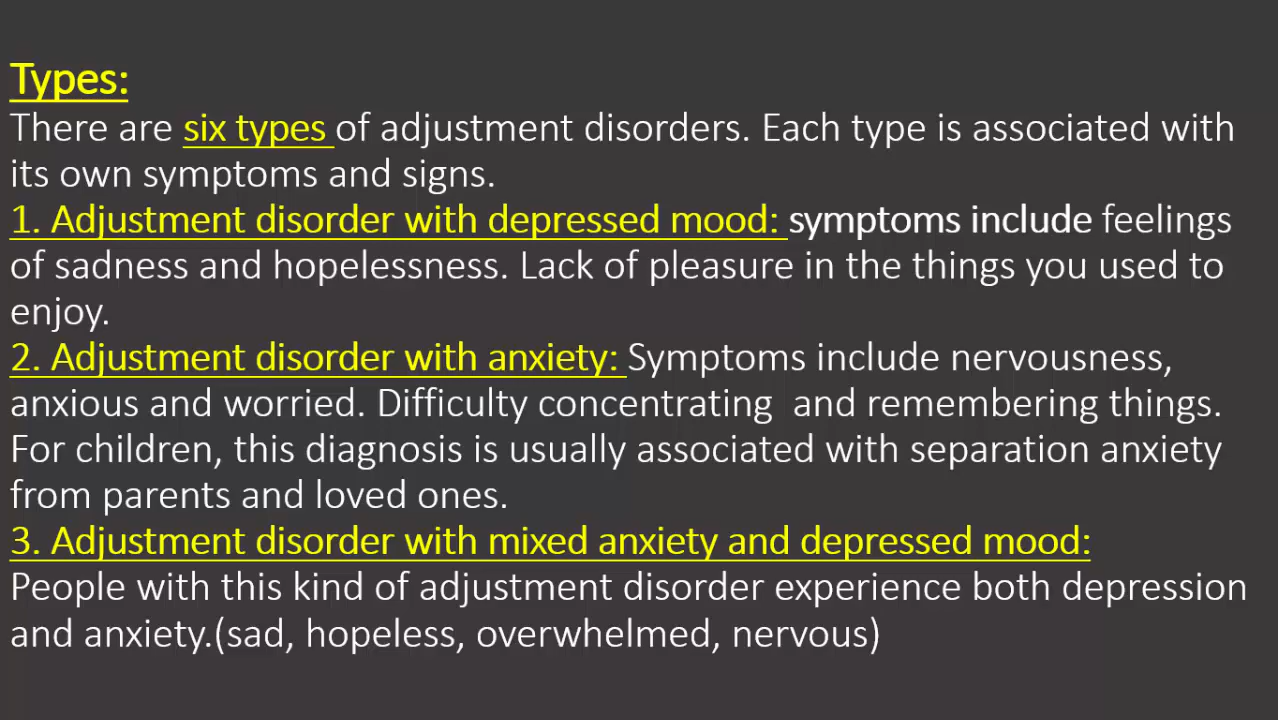 Types:
There are six types of adjustment disorders. Each type is associated with
its own symptoms and signs.
1. Adjustment disorder with depressed mood: symptoms include feelings
of sadness and hopelessness. Lack of pleasure in the things you used to
enjoy.
2. Adjustment disorder with anxiety: Symptoms include nervousness,
anxious and worried. Difficulty concentrating  and remembering things.
For children, this diagnosis is usually associated with separation anxiety
from parents and loved ones.
3. Adjustment disorder with mixed anxiety and depressed mood:
People with this kind of adjustment disorder experience both depression
and anxiety.(sad, hopeless, overwhelmed, nervous)